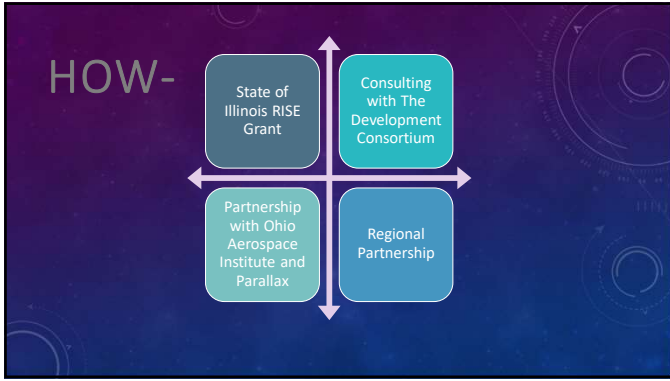 HOW-
State of
Illinois RISE
Grant
Consulting
with The
Development
Consortium
Partnership
with Ohio
Aerospace
Institute and
Parallax
Regional
Partnership